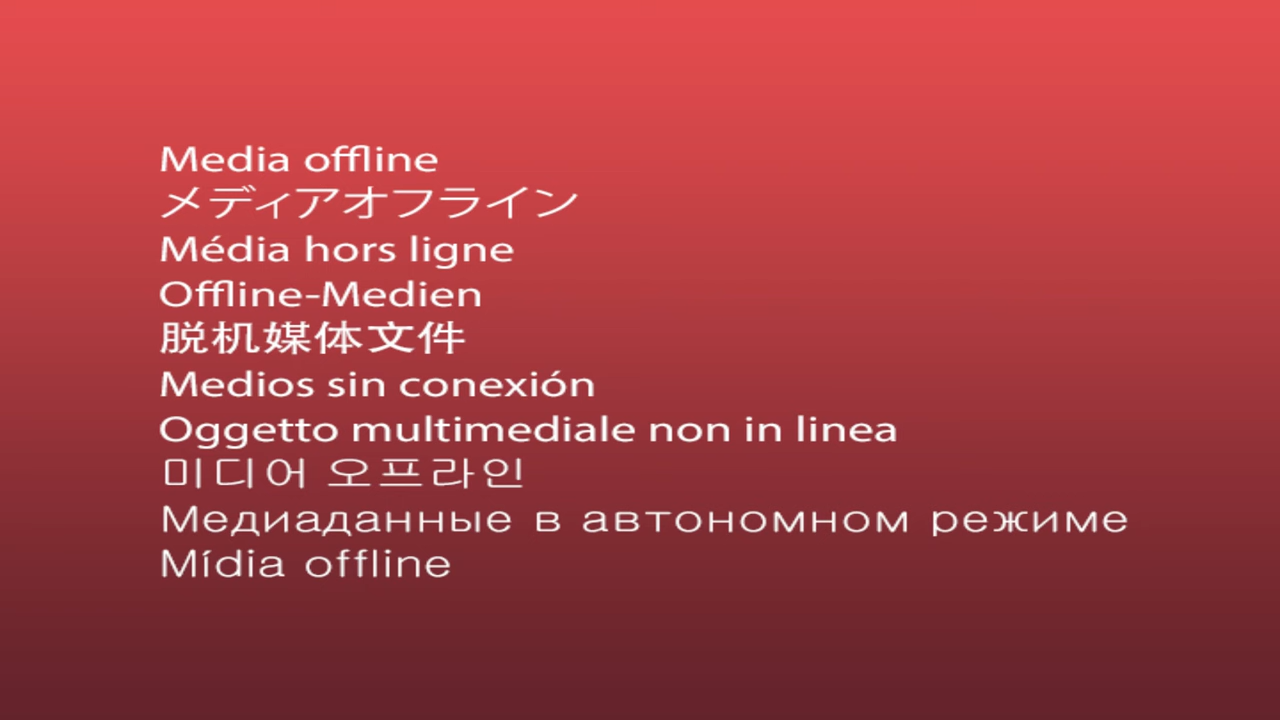 Media offline
メディアオフライン
Média hors ligne
Offline-Medien
脱机媒体文件
Medios sin conexión
Oggetto multimediale non in linea
미디어 오프라인
Медиаданные в автономном режиме
Mídia offline